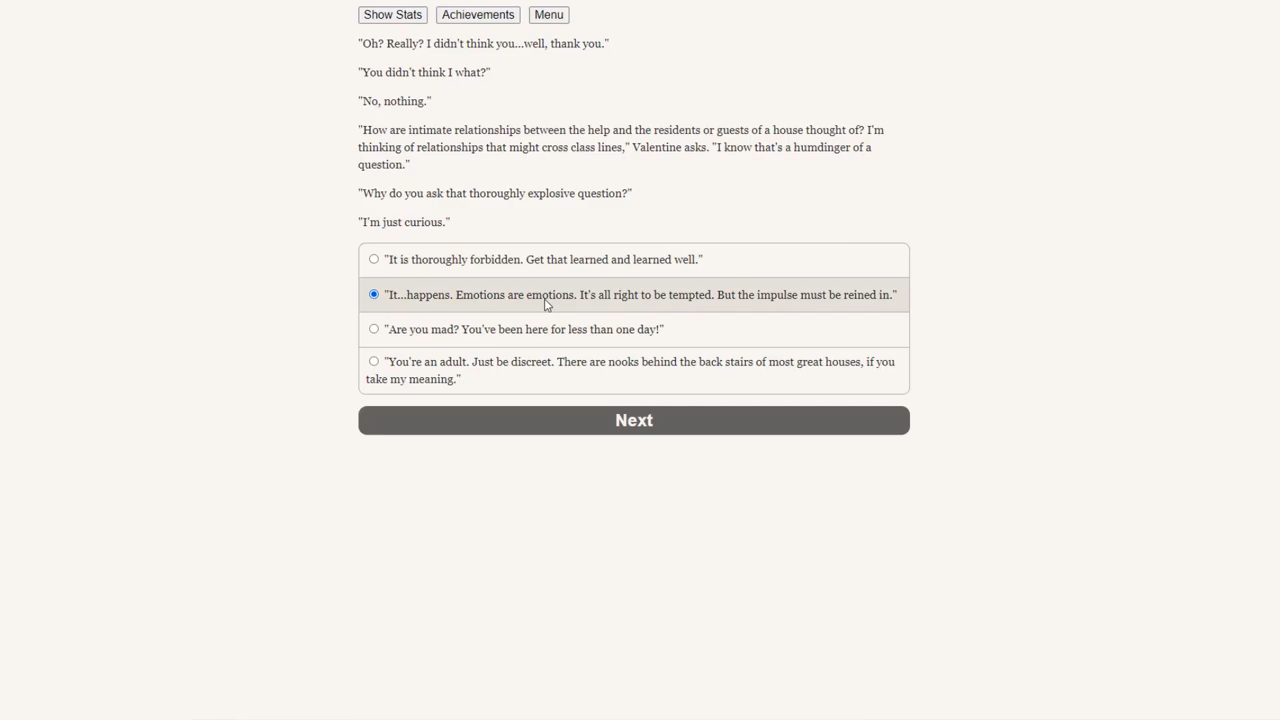 Show Stats Achievements Menu
"Oh? Really? I didn't think you...well, thank you."
"You didn't think I what?"
"No, nothing."
"How are intimate relationships between the help and the residents or guests of a house thought of? I'm
thinking of relationships that might cross class lines," Valentine asks. "I know that's a humdinger of a
question."
"Why do you ask that thoroughly explosive question?"
"I'm just curious."
"It is thoroughly forbidden. Get that learned and learned well."
"It...happens. Emotions are emotions. It's all right to be tempted. But the impulse must be reined in."
"Are you mad? You've been here for less than one day!"
"You're an adult. Just be discreet. There are nooks behind the back stairs of most great houses, if you
take my meaning."
Next